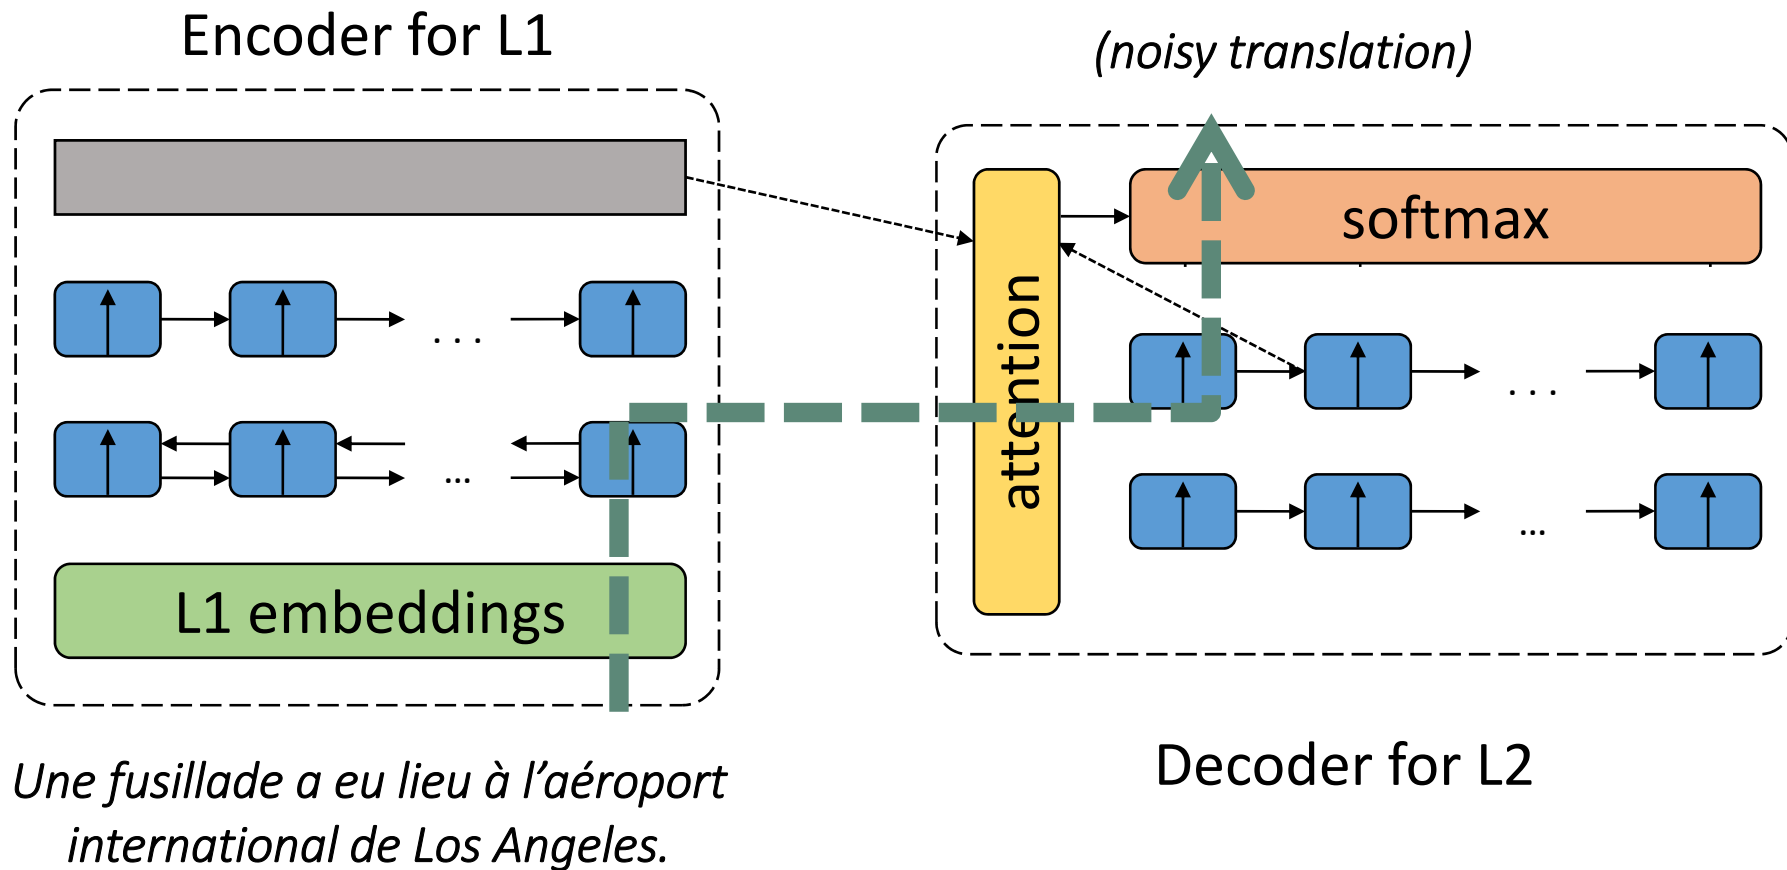 Encoder for L1
(noisy translation)
softmax
attention
. . .
. . .
...
...
L1 embeddings
Decoder for L2
Une fusillade a eu lieu à l’aéroport
international de Los Angeles.